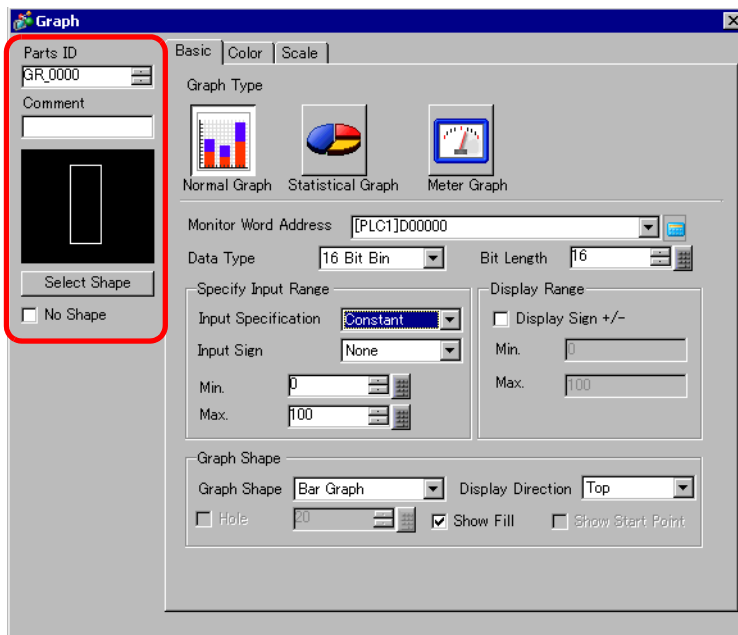 Graph
Parts ID
GR_0000
Comment
Select Shape
No Shape
Basic Color Scale
Graph Type
Normal Graph Statistical Graph Meter Graph
Monitor Word Address [PLC1]D00000
Data Type 16 Bit Bin Bit Length 16
Specify Input Range Display Range
Input Specification Constant Display Sign +/-
Input Sign None Min. 0
Min. 0 Max. 100
Max. 100
Graph Shape
Graph Shape Bar Graph Display Direction Top
Hole 20 Show Fill Show Start Point